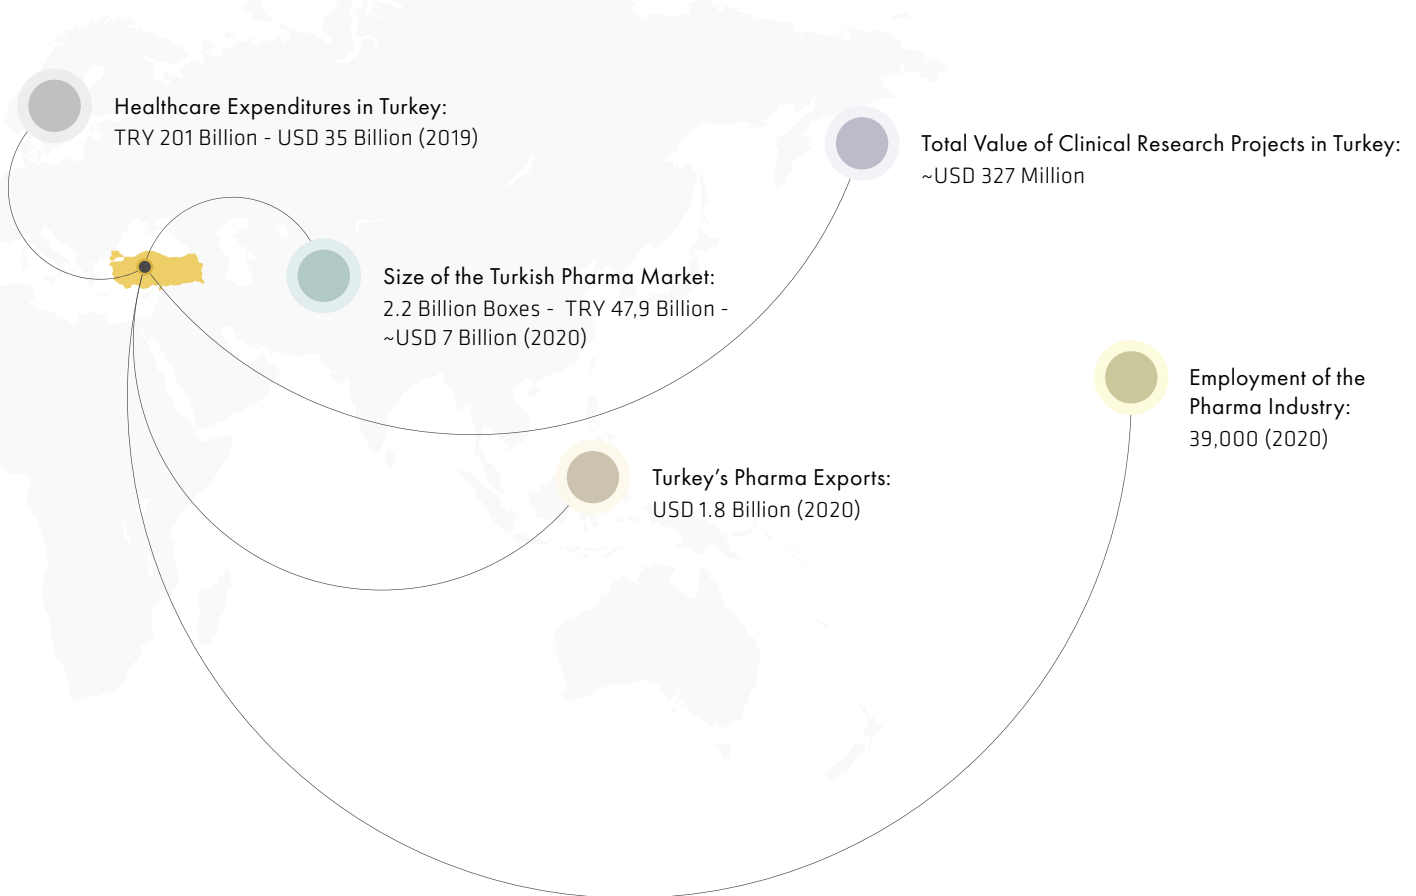 Healthcare Expenditures in Turkey:
TRY 201 Billion - USD 35 Billion (2019)
Total Value of Clinical Research Projects in Turkey:
~USD 327 Million
Size of the Turkish Pharma Market:
2.2 Billion Boxes - TRY 47,9 Billion -
~USD 7 Billion (2020)
Employment of the
Pharma Industry:
39,000 (2020)
Turkey’s Pharma Exports:
USD 1.8 Billion (2020)